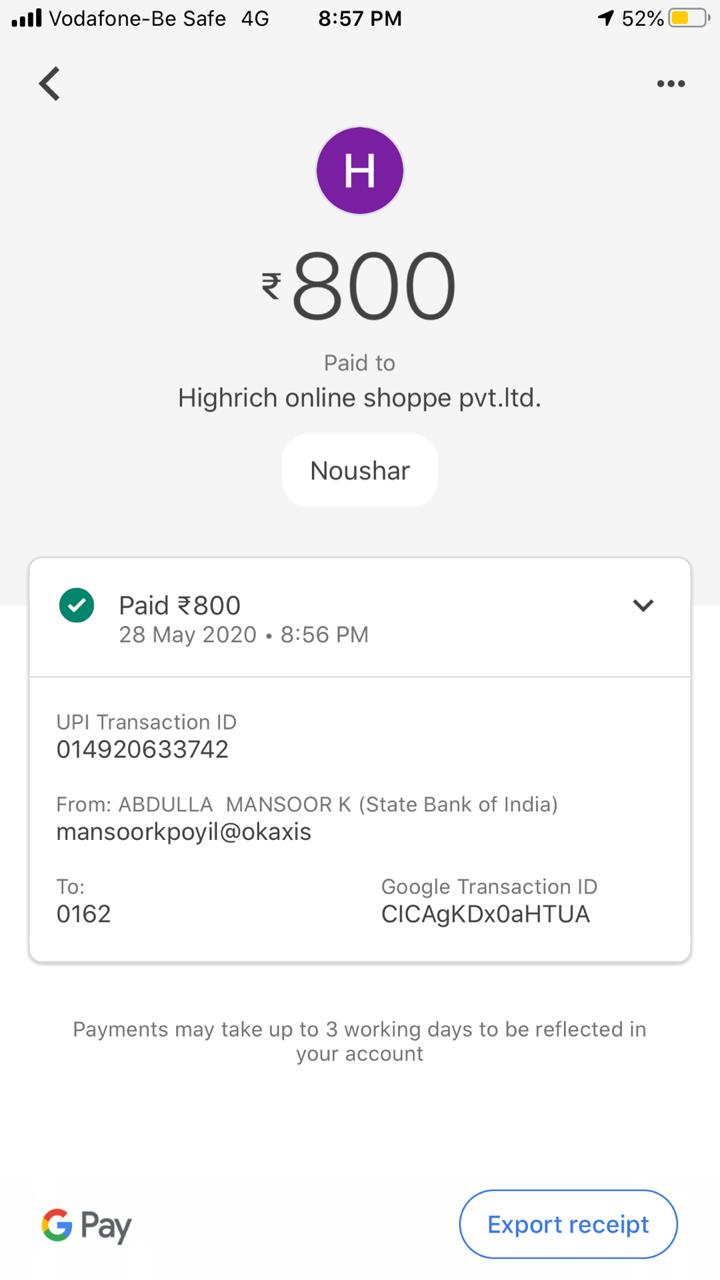 Vodafone-Be Safe 4G 8:57 PM 52%
H
₹800
Paid to
Highrich online shoppe pvt.ltd.
Noushar
Paid ₹800
28 May 2020 • 8:56 PM
UPI Transaction ID
014920633742
From: ABDULLA  MANSOOR K (State Bank of India)
mansoorkpoyil@okaxis
To: Google Transaction ID
0162 CICAgKDx0aHTUA
Payments may take up to 3 working days to be reflected in
your account
G Pay Export receipt